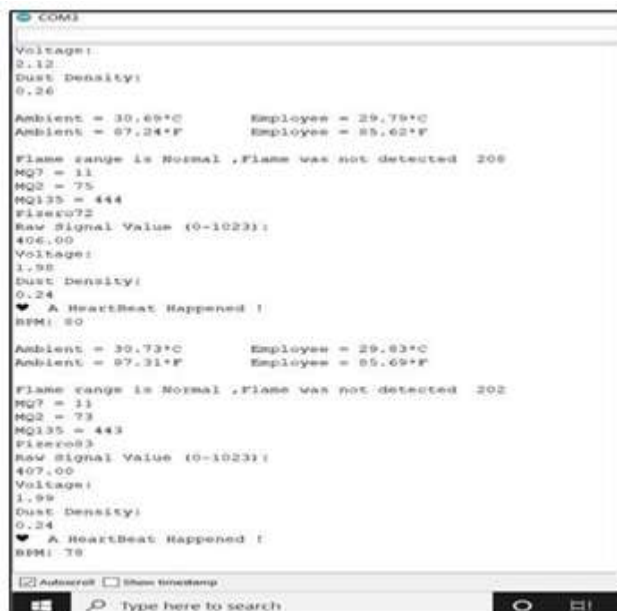 COM3
Voltage:
2.12
Dust Density:
0.26
Ambient = 30.69*C Employee = 29.79*C
Ambient = 87.24*F Employee = 85.62*F
Flame range is Normal ,Flame was not detected
MQ7 = 11
MQ2 = 75
MQ135 = 444
Pizero72
Raw Signal Value (0-1023):
406.00
Voltage:
1.98
Dust Density:
0.24
♥ A HeartBeat Happened !
BPM: 80
Ambient = 30.73*C Employee = 29.83*C
Ambient = 87.31*F Employee = 85.69*F
Flame range is Normal ,Flame was not detected 202
MQ7 = 11
MQ2 = 73
MQ135 = 443
Pizero83
Raw Signal Value (0-1023):
407.00
Voltage:
1.99
Dust Density:
0.24
♥ A HeartBeat Happened !
BPM: 78
Autoscroll Show timestamp
Type here to search